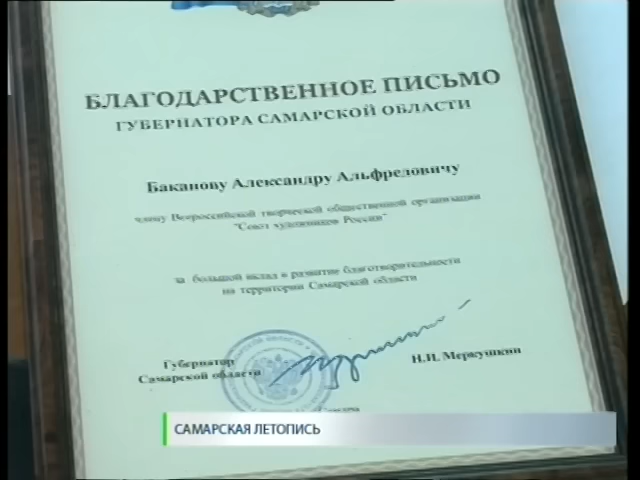 БЛАГОДАРСТВЕННОЕ ПИСЬМО
ГУБЕРНАТОРА САМАРСКОЙ ОБЛАСТИ
Баканову Александру Альфредовичу
члену Всероссийской творческой общественной организации
"Союз художников России"
за большой вклад в развитие благотворительности
на территории Самарской области
Губернатор
Самарской области
Н.И. Меркушкин
САМАРСКАЯ ЛЕТОПИСЬ